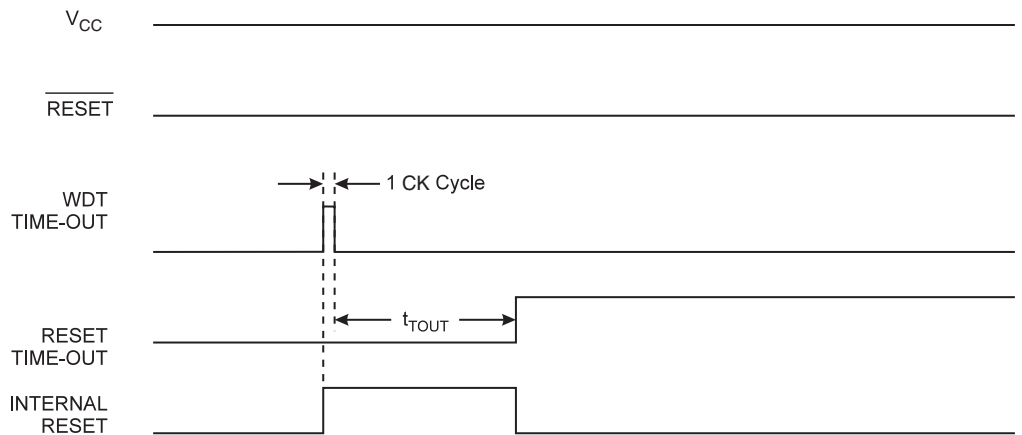 VCC
RESET
1 CK Cycle
WDT
TIME-OUT
tTOUT
RESET
TIME-OUT
INTERNAL
RESET